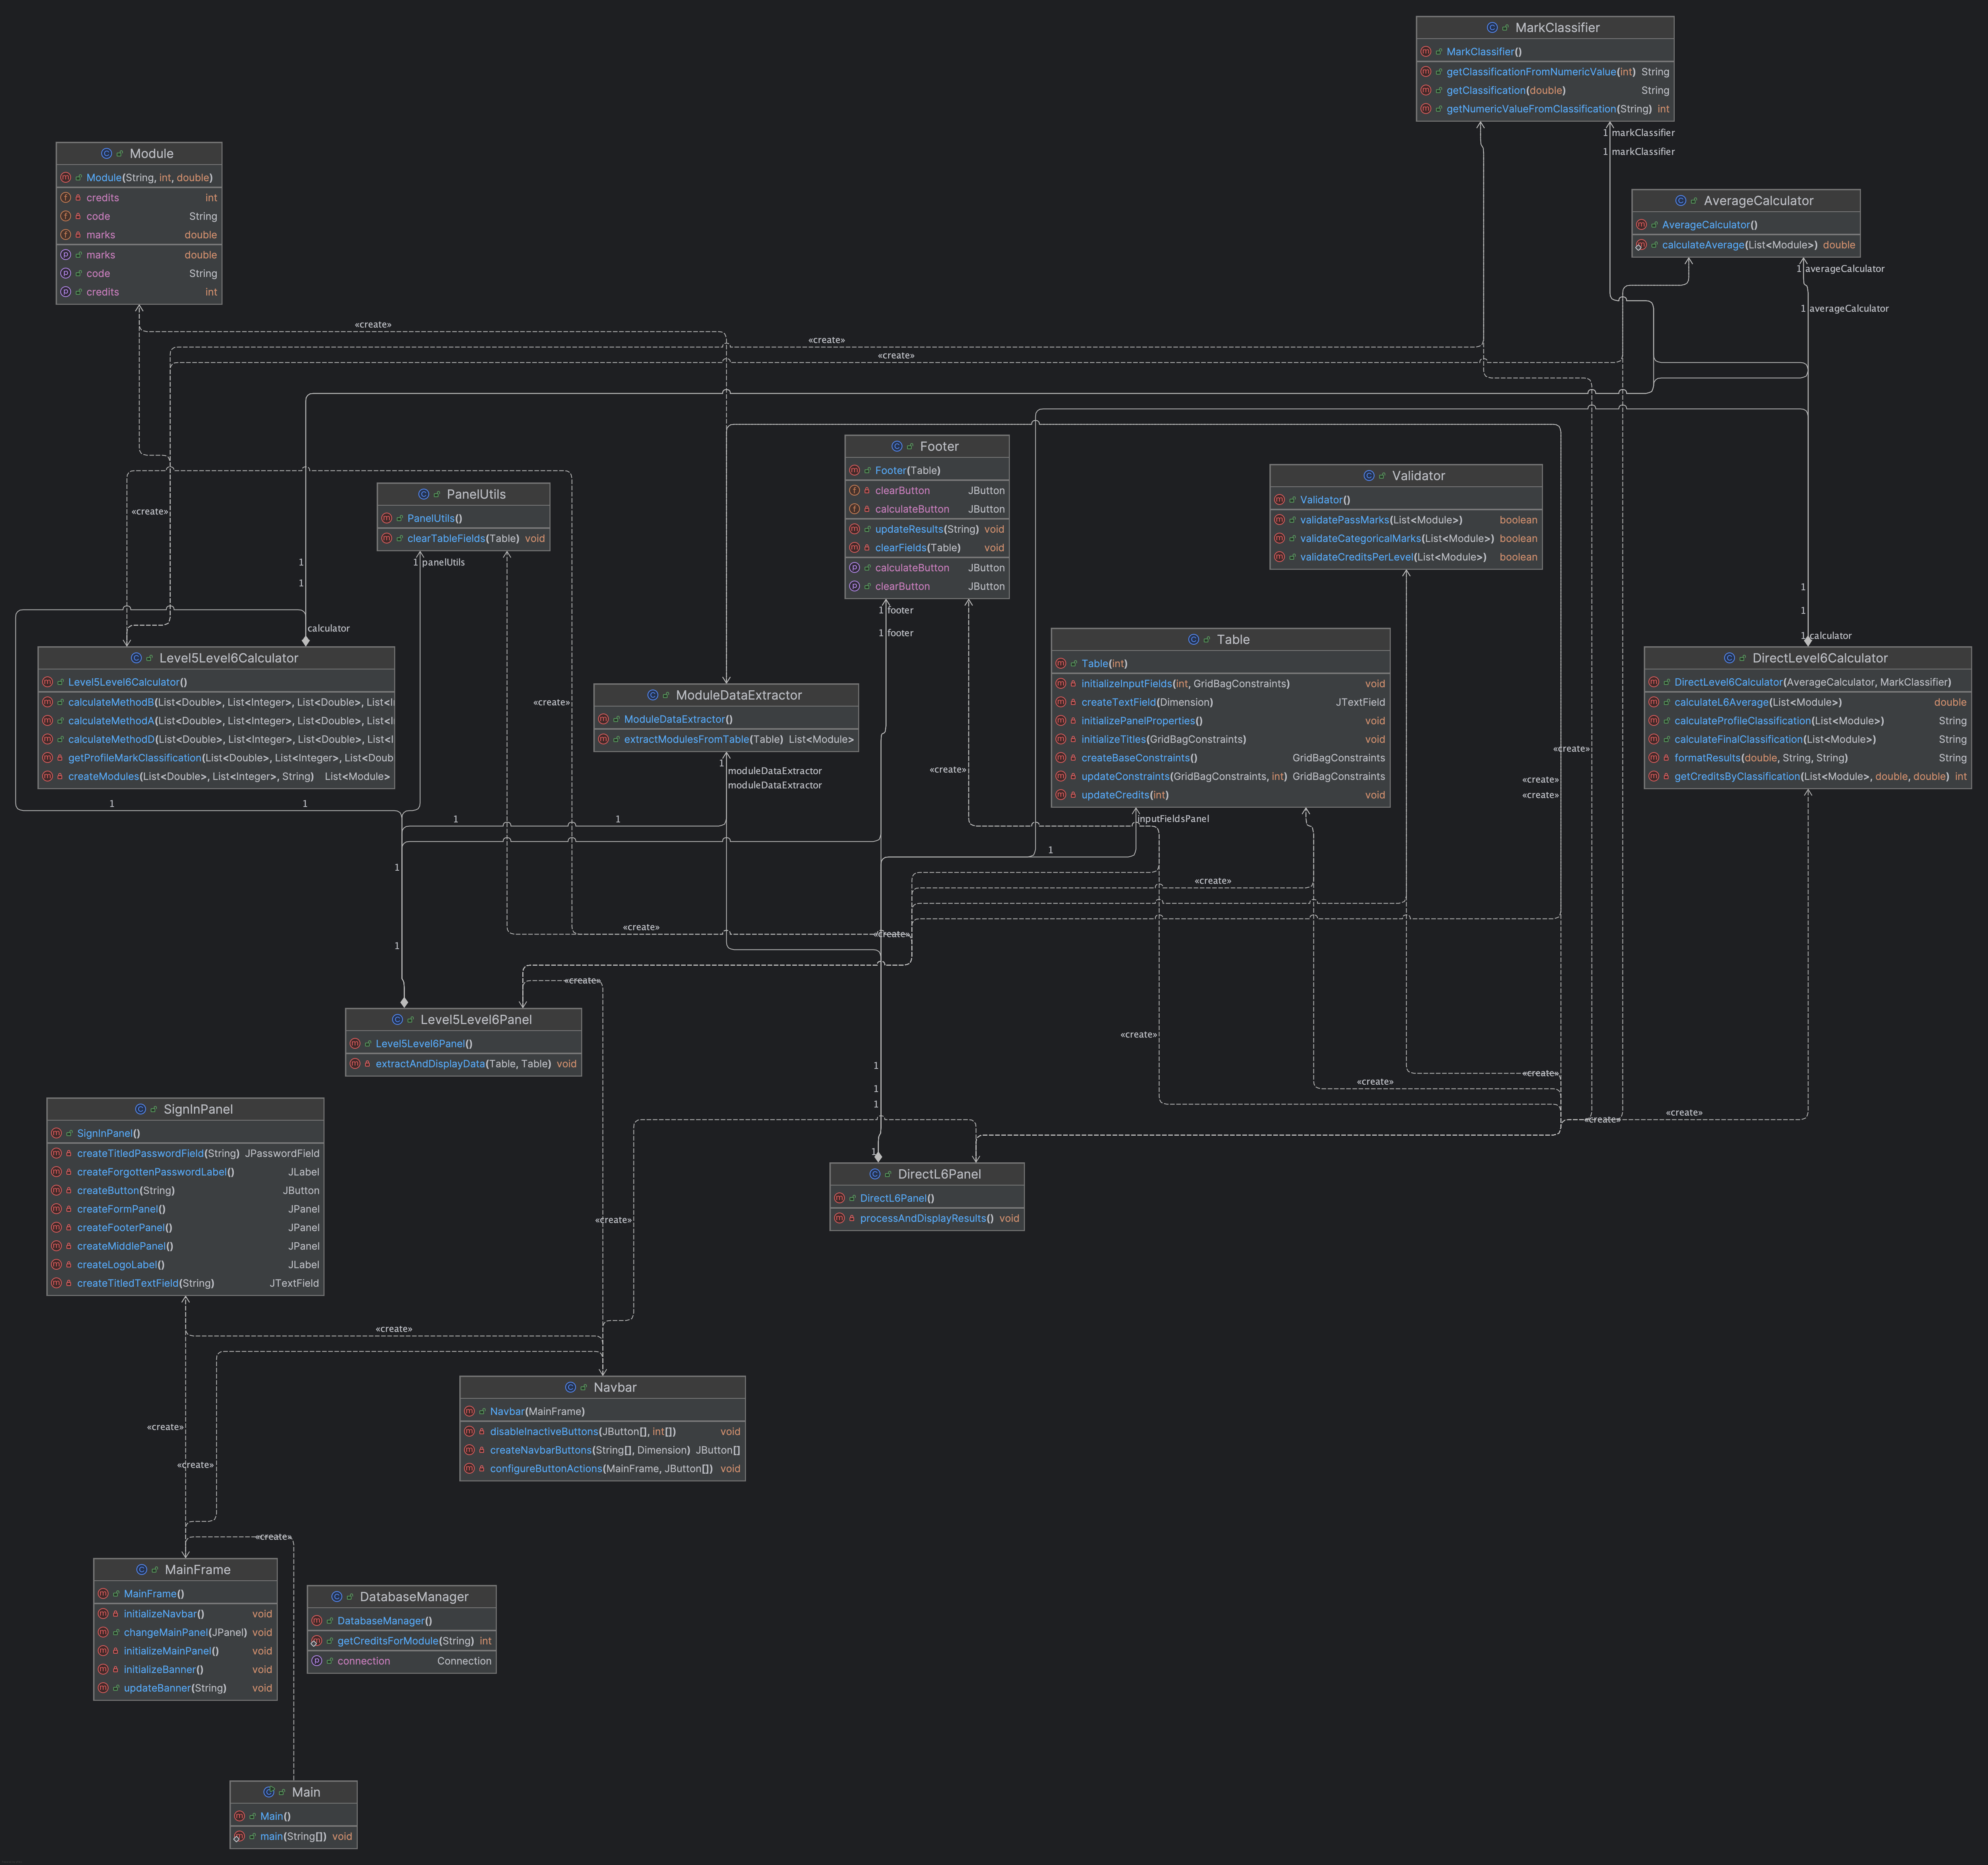 MarkClassifier
MarkClassifier()
getClassificationFromNumericValue(int) String
getClassification(double) String
getNumericValueFromClassification(String) int
1 markClassifier
1 markClassifier
Module
Module(String, int, double)
credits int
code String
marks double
marks double
code String
credits int
AverageCalculator
AverageCalculator()
calculateAverage(List<Module>) double
1 averageCalculator
1 averageCalculator
«create»
«create»
«create»
Footer
Footer(Table)
clearButton JButton
calculateButton JButton
updateResults(String) void
clearFields(Table) void
calculateButton JButton
clearButton JButton
1 footer
1 footer
Validator
Validator()
validatePassMarks(List<Module>) boolean
validateCategoricalMarks(List<Module>) boolean
validateCreditsPerLevel(List<Module>) boolean
PanelUtils
PanelUtils()
clearTableFields(Table) void
1 panelUtils
«create»
1
1
calculator
1
1
1 calculator
Level5Level6Calculator
Level5Level6Calculator()
calculateMethodB(List<Double>, List<Integer>, List<Double>, List<I
calculateMethodA(List<Double>, List<Integer>, List<Double>, List<I
calculateMethodD(List<Double>, List<Integer>, List<Double>, List<I
getProfileMarkClassification(List<Double>, List<Integer>, List<Doub
createModules(List<Double>, List<Integer>, String) List<Module>
Table
Table(int)
initializeInputFields(int, GridBagConstraints) void
createTextField(Dimension) JTextField
initializePanelProperties() void
initializeTitles(GridBagConstraints) void
createBaseConstraints() GridBagConstraints
updateConstraints(GridBagConstraints, int) GridBagConstraints
updateCredits(int) void
inputFieldsPanel
DirectLevel6Calculator
DirectLevel6Calculator(AverageCalculator, MarkClassifier)
calculateL6Average(List<Module>) double
calculateProfileClassification(List<Module>) String
calculateFinalClassification(List<Module>) String
formatResults(double, String, String) String
getCreditsByClassification(List<Module>, double, double) int
ModuleDataExtractor
ModuleDataExtractor()
extractModulesFromTable(Table) List<Module>
1
moduleDataExtractor
moduleDataExtractor
«create»
«create»
«create»
«create»
«create»
1
1
1
1
1
1
1
«create»
«create»
«create»
«create»
Level5Level6Panel
Level5Level6Panel()
extractAndDisplayData(Table, Table) void
«create»
«create»
«create»
«create»
«create»
1
1
1
1
DirectL6Panel
DirectL6Panel()
processAndDisplayResults() void
SignInPanel
SignInPanel()
createTitledPasswordField(String) JPasswordField
createForgottenPasswordLabel() JLabel
createButton(String) JButton
createFormPanel() JPanel
createFooterPanel() JPanel
createMiddlePanel() JPanel
createLogoLabel() JLabel
createTitledTextField(String) JTextField
«create»
«create»
«create»
«create»
«create»
Navbar
Navbar(MainFrame)
disableInactiveButtons(JButton[], int[]) void
createNavbarButtons(String[], Dimension) JButton[]
configureButtonActions(MainFrame, JButton[]) void
MainFrame
MainFrame()
initializeNavbar() void
changeMainPanel(JPanel) void
initializeMainPanel() void
initializeBanner() void
updateBanner(String) void
DatabaseManager
DatabaseManager()
getCreditsForModule(String) int
connection Connection
Main
Main()
main(String[]) void